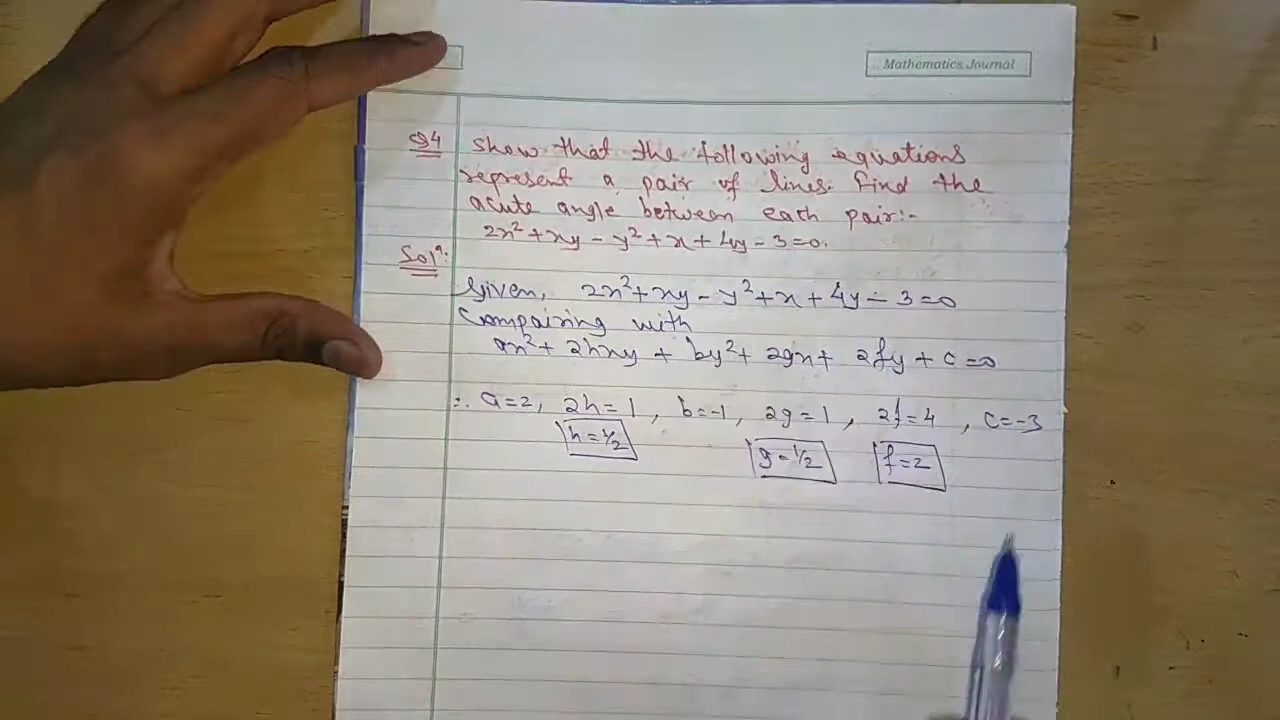 Mathematics Journal
Q4 Show that the following equations
represent a pair of lines. Find the
acute angle between each pair:-
2x² + xy - y² + x + 4y - 3 = 0.
Solⁿ:
Given, 2x² + xy - y² + x + 4y - 3 = 0
Compairing with
ax² + 2hxy + by² + 2gx + 2fy + c = 0
∴ a=2, 2h=1, b=-1, 2g=1, 2f=4, c=-3
h=1/2 g=1/2 f=2